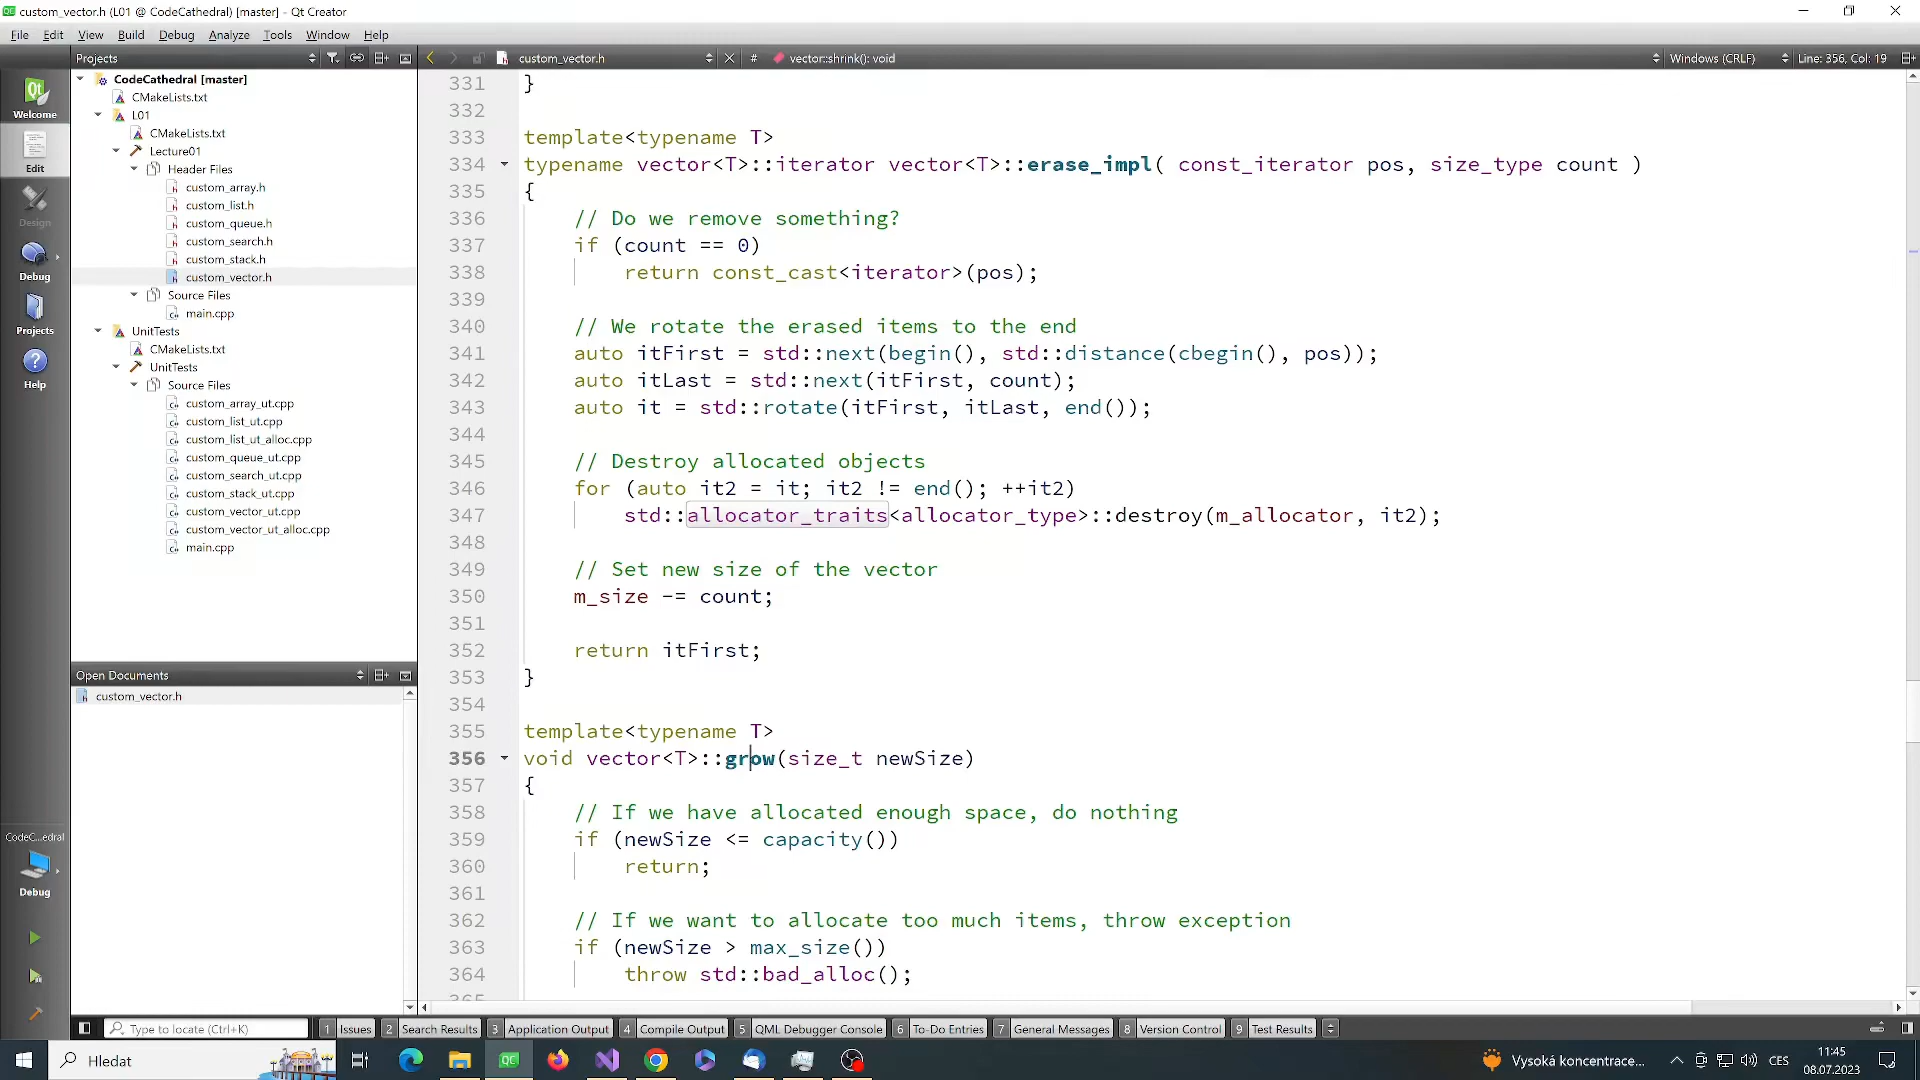 custom_vector.h (L01 @ CodeCathedral) [master] - Qt Creator
File Edit View Build Debug Analyze Tools Window Help
Projects
custom_vector.h
# vector::shrink(): void
Windows (CRLF)
Line: 356, Col: 19
Welcome
Edit
Design
Debug
Projects
Help
CodeC...edral
Debug
CodeCathedral [master]
CMakeLists.txt
L01
CMakeLists.txt
Lecture01
Header Files
custom_array.h
custom_list.h
custom_queue.h
custom_search.h
custom_stack.h
custom_vector.h
Source Files
main.cpp
UnitTests
CMakeLists.txt
UnitTests
Source Files
custom_array_ut.cpp
custom_list_ut.cpp
custom_list_ut_alloc.cpp
custom_queue_ut.cpp
custom_search_ut.cpp
custom_stack_ut.cpp
custom_vector_ut.cpp
custom_vector_ut_alloc.cpp
main.cpp
Open Documents
custom_vector.h
331 }
332
333 template<typename T>
334 typename vector<T>::iterator vector<T>::erase_impl( const_iterator pos, size_type count )
335 {
336 // Do we remove something?
337 if (count == 0)
338 return const_cast<iterator>(pos);
339
340 // We rotate the erased items to the end
341 auto itFirst = std::next(begin(), std::distance(cbegin(), pos));
342 auto itLast = std::next(itFirst, count);
343 auto it = std::rotate(itFirst, itLast, end());
344
345 // Destroy allocated objects
346 for (auto it2 = it; it2 != end(); ++it2)
347 std::allocator_traits<allocator_type>::destroy(m_allocator, it2);
348
349 // Set new size of the vector
350 m_size -= count;
351
352 return itFirst;
353 }
354
355 template<typename T>
356 void vector<T>::grow(size_t newSize)
357 {
358 // If we have allocated enough space, do nothing
359 if (newSize <= capacity())
360 return;
361
362 // If we want to allocate too much items, throw exception
363 if (newSize > max_size())
364 throw std::bad_alloc();
365
Type to locate (Ctrl+K)
1 Issues 2 Search Results 3 Application Output 4 Compile Output 5 QML Debugger Console 6 To-Do Entries 7 General Messages 8 Version Control 9 Test Results
Hledat
Vysoká koncentrace...
CES
11:45
08.07.2023